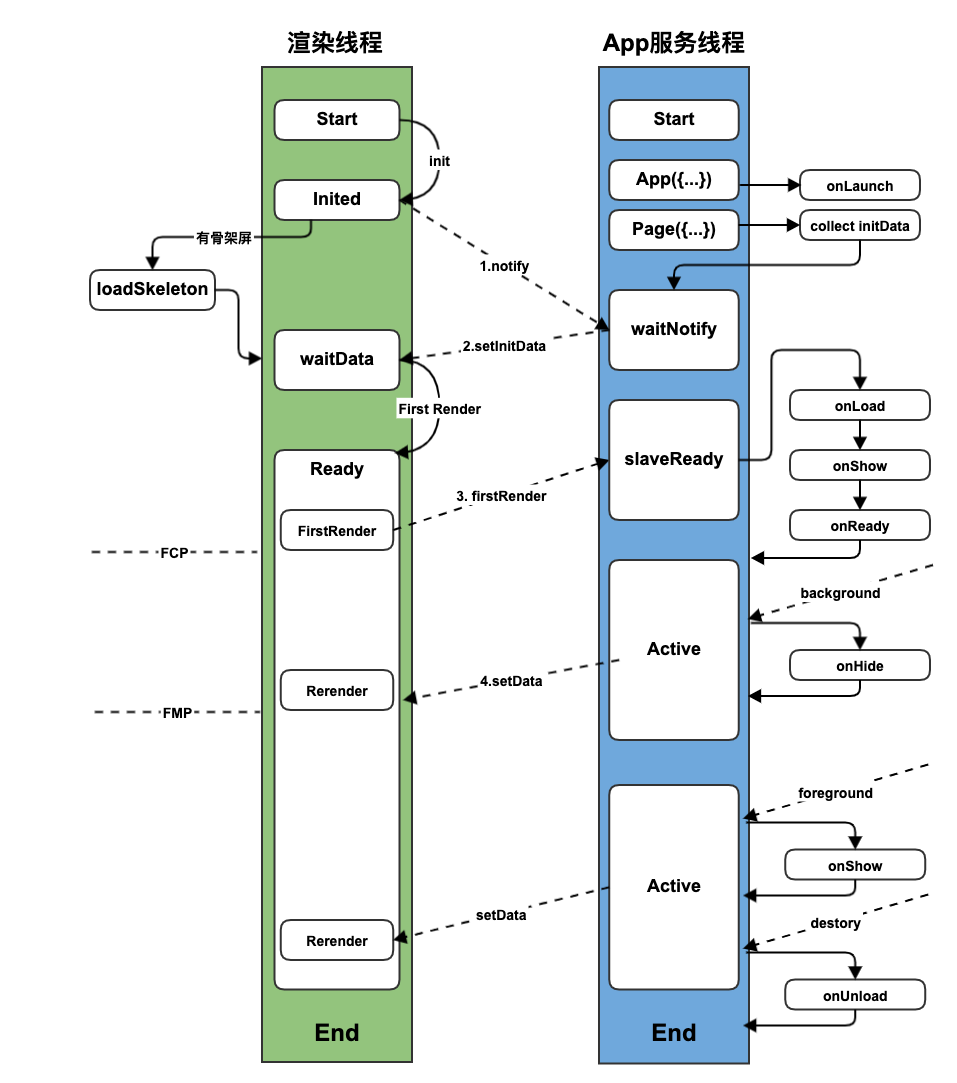 渲染线程
App服务线程
Start
Start
init
App({...})
onLaunch
Inited
Page({...})
collect initData
有骨架屏
1.notify
loadSkeleton
waitNotify
2.setInitData
waitData
First Render
onLoad
slaveReady
onShow
Ready
3. firstRender
onReady
FirstRender
FCP
background
Active
onHide
4.setData
Rerender
FMP
foreground
onShow
Active
setData
destory
Rerender
onUnload
End
End